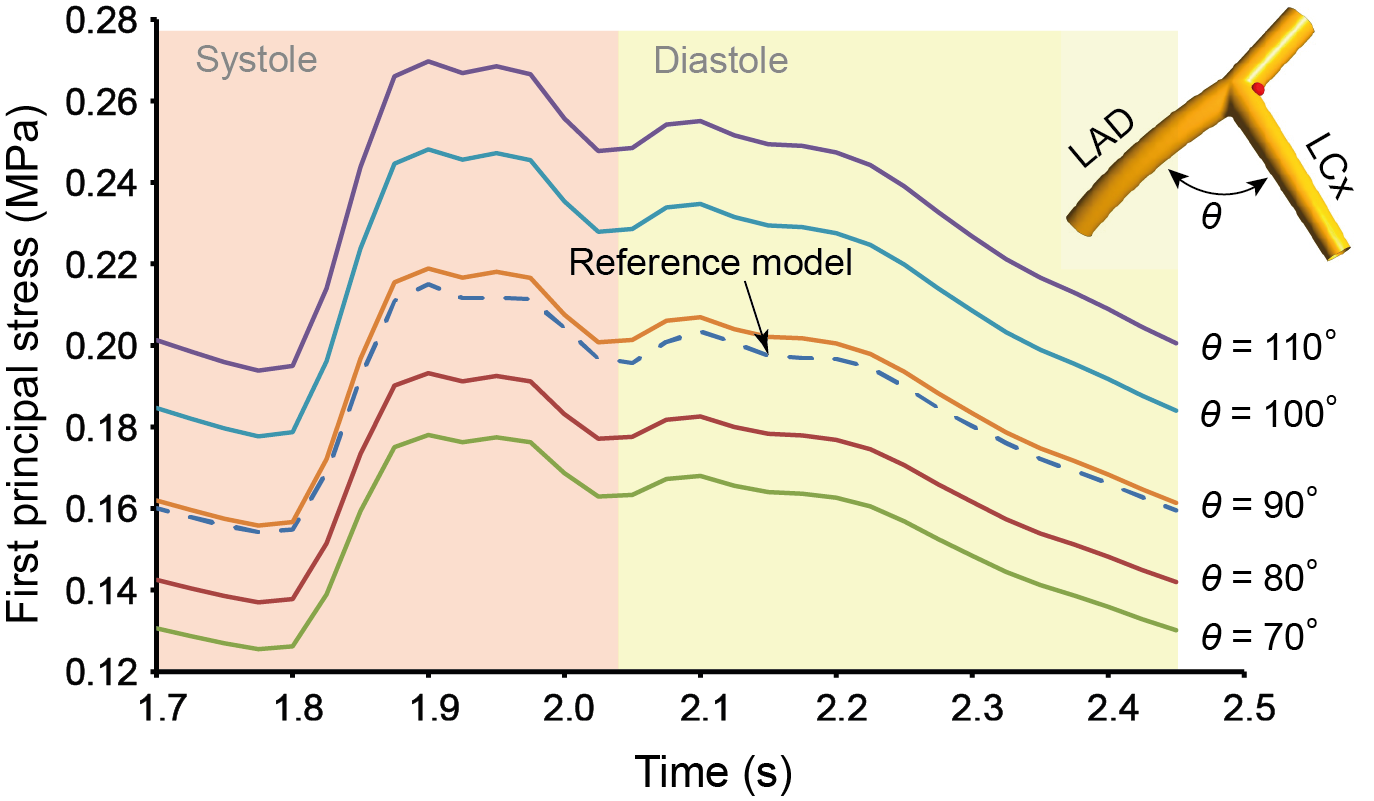 First principal stress (MPa)
0.28
0.26
0.24
0.22
0.20
0.18
0.16
0.14
0.12
Systole
Diastole
Reference model
LAD
LCx
θ
θ = 110°
θ = 100°
θ = 90°
θ = 80°
θ = 70°
1.7 1.8 1.9 2.0 2.1 2.2 2.3 2.4 2.5
Time (s)